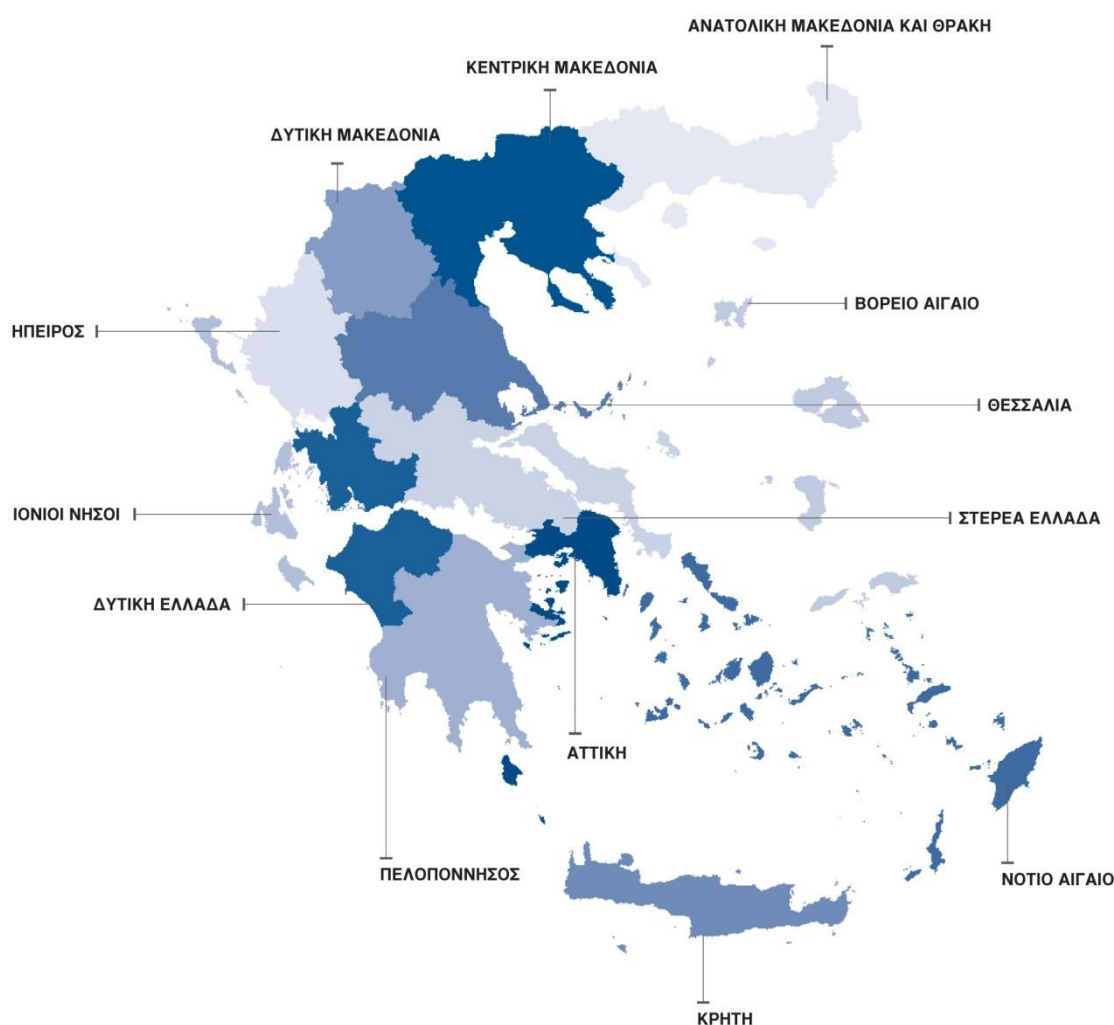 ΑΝΑΤΟΛΙΚΗ ΜΑΚΕΔΟΝΙΑ ΚΑΙ ΘΡΑΚΗ
ΚΕΝΤΡΙΚΗ ΜΑΚΕΔΟΝΙΑ
ΔΥΤΙΚΗ ΜΑΚΕΔΟΝΙΑ
ΒΟΡΕΙΟ ΑΙΓΑΙΟ
ΗΠΕΙΡΟΣ
ΘΕΣΣΑΛΙΑ
ΙΟΝΙΟΙ ΝΗΣΟΙ
ΣΤΕΡΕΑ ΕΛΛΑΔΑ
ΔΥΤΙΚΗ ΕΛΛΑΔΑ
ΑΤΤΙΚΗ
ΠΕΛΟΠΟΝΝΗΣΟΣ
ΝΟΤΙΟ ΑΙΓΑΙΟ
ΚΡΗΤΗ